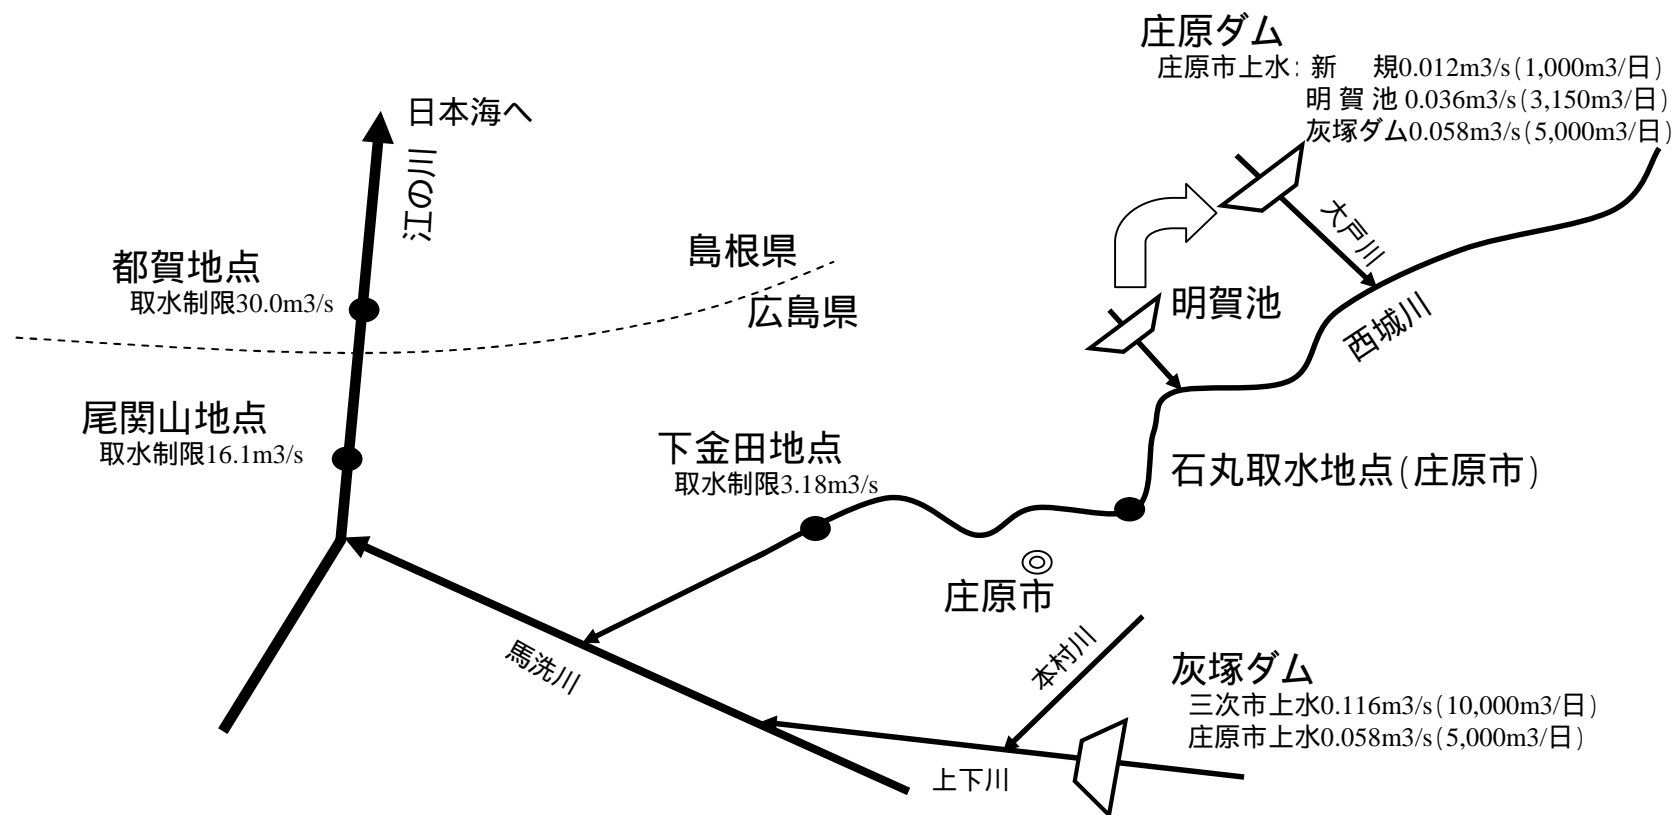 庄原ダム
庄原市上水：新　規0.012m3/s(1,000m3/日)
明賀池 0.036m3/s(3,150m3/日)
灰塚ダム0.058m3/s(5,000m3/日)
日本海へ
江の川
大戸川
島根県
都賀地点
取水制限30.0m3/s
広島県
明賀池
西城川
尾関山地点
取水制限16.1m3/s
下金田地点
取水制限3.18m3/s
石丸取水地点(庄原市)
庄原市
馬洗川
本村川
灰塚ダム
三次市上水0.116m3/s(10,000m3/日)
庄原市上水0.058m3/s(5,000m3/日)
上下川